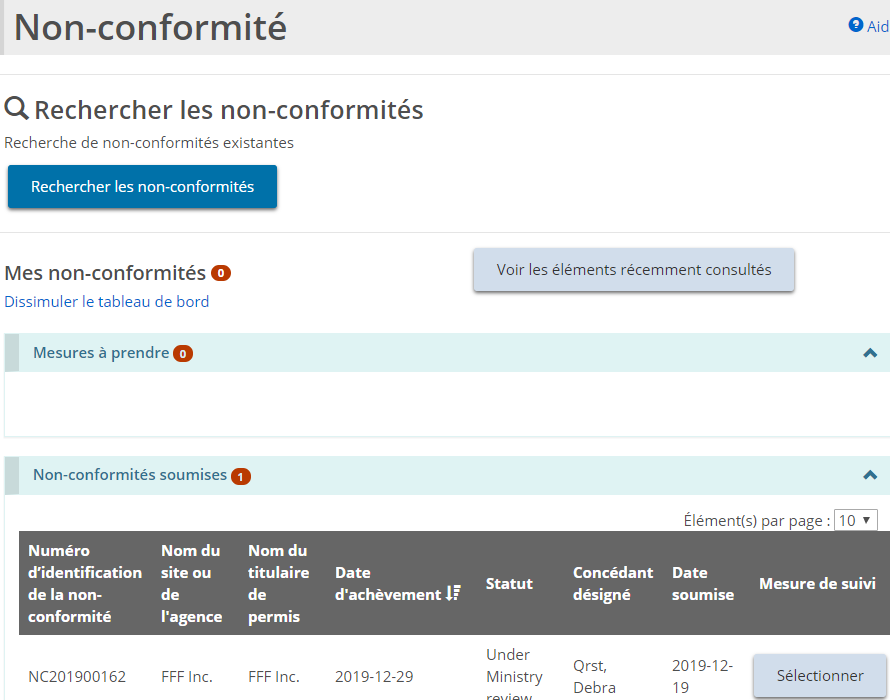 Non-conformité
Aid
Rechercher les non-conformités
Recherche de non-conformités existantes
Rechercher les non-conformités
Mes non-conformités 0
Voir les éléments récemment consultés
Dissimuler le tableau de bord
Mesures à prendre 0
Non-conformités soumises 1
Élément(s) par page : 10
Numéro
d’identification
de la non-
conformité
Nom du
site ou
de
l'agence
Nom du
titulaire
de
permis
Date
d'achèvement
Statut
Concédant
désigné
Date
soumise
Mesure de suivi
NC201900162
FFF Inc.
FFF Inc.
2019-12-29
Under
Ministry
review
Qrst,
Debra
2019-12-
19
Sélectionner